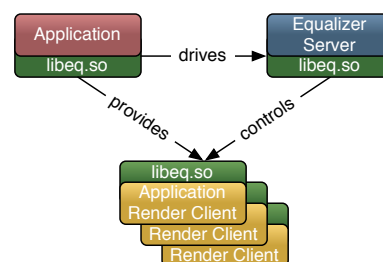 Application
libeq.so
drives
Equalizer
Server
libeq.so
provides
controls
libeq.so
Application
Render Client
Render Client
Render Client